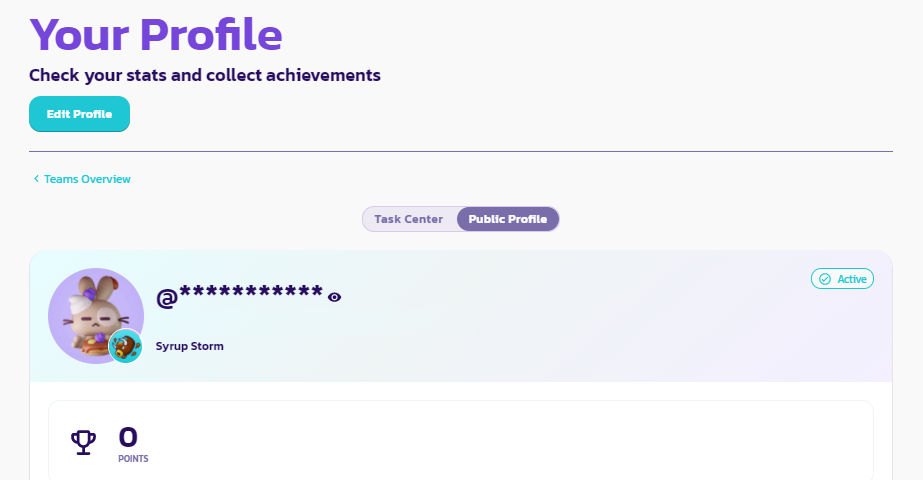 Your Profile
Check your stats and collect achievements
Edit Profile
Teams Overview
Task Center
Public Profile
@***********
Active
Syrup Storm
0
POINTS